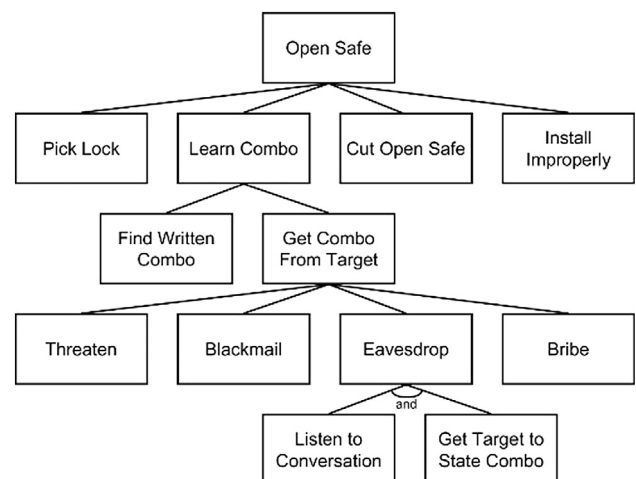 Open Safe
Pick Lock
Learn Combo
Cut Open Safe
Install
Improperly
Find Written
Combo
Get Combo
From Target
Threaten
Blackmail
Eavesdrop
Bribe
and
Listen to
Conversation
Get Target to
State Combo